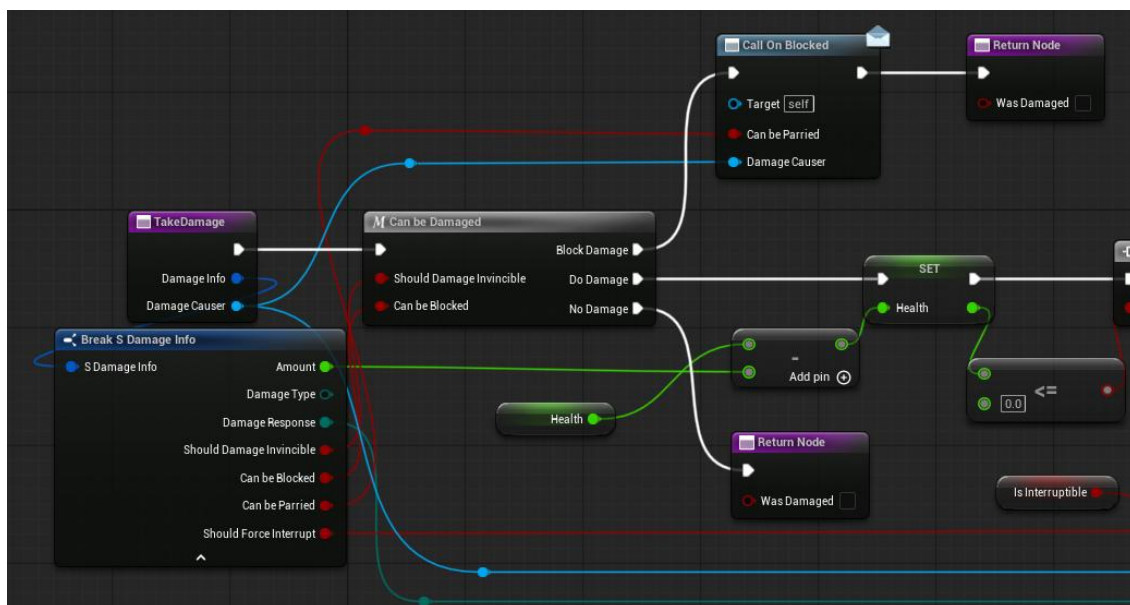 Call On Blocked
Target self
Can be Parried
Damage Causer
Return Node
Was Damaged
TakeDamage
Damage Info
Damage Causer
M Can be Damaged
Should Damage Invincible
Can be Blocked
Block Damage
Do Damage
No Damage
SET
Health
Break S Damage Info
S Damage Info
Amount
Damage Type
Damage Response
Should Damage Invincible
Can be Blocked
Can be Parried
Should Force Interrupt
Health
-
Add pin
0.0 <=
Return Node
Was Damaged
Is Interruptible